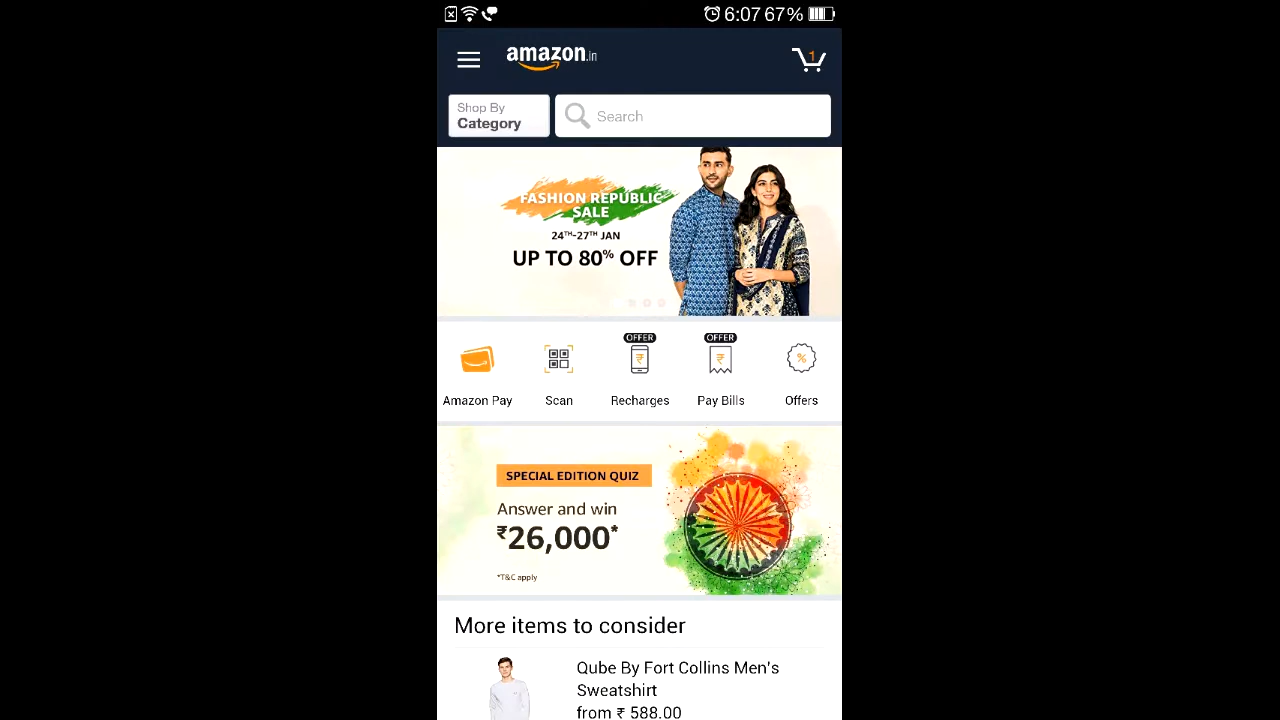 6:07 67%
amazon.in
1
Shop By
Category
Search
FASHION REPUBLIC
SALE
24TH-27TH JAN
UP TO 80% OFF
OFFER
OFFER
Amazon Pay
Scan
Recharges
Pay Bills
Offers
SPECIAL EDITION QUIZ
Answer and win
₹26,000*
*T&C apply
More items to consider
Qube By Fort Collins Men's
Sweatshirt
from ₹ 588.00